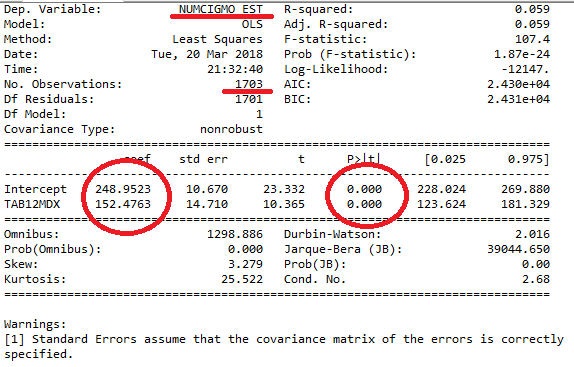 Dep. Variable: NUMCIGMO_EST R-squared: 0.059
Model: OLS Adj. R-squared: 0.059
Method: Least Squares F-statistic: 107.4
Date: Tue, 20 Mar 2018 Prob (F-statistic): 1.87e-24
Time: 21:32:40 Log-Likelihood: -12147.
No. Observations: 1703 AIC: 2.430e+04
Df Residuals: 1701 BIC: 2.431e+04
Df Model: 1
Covariance Type: nonrobust
coef std err t P>|t| [0.025 0.975]
Intercept 248.9523 10.670 23.332 0.000 228.024 269.880
TAB12MDX 152.4763 14.710 10.365 0.000 123.624 181.329
Omnibus: 1298.886 Durbin-Watson: 2.016
Prob(Omnibus): 0.000 Jarque-Bera (JB): 39044.650
Skew: 3.279 Prob(JB): 0.00
Kurtosis: 25.522 Cond. No. 2.68
Warnings:
[1] Standard Errors assume that the covariance matrix of the errors is correctly
specified.